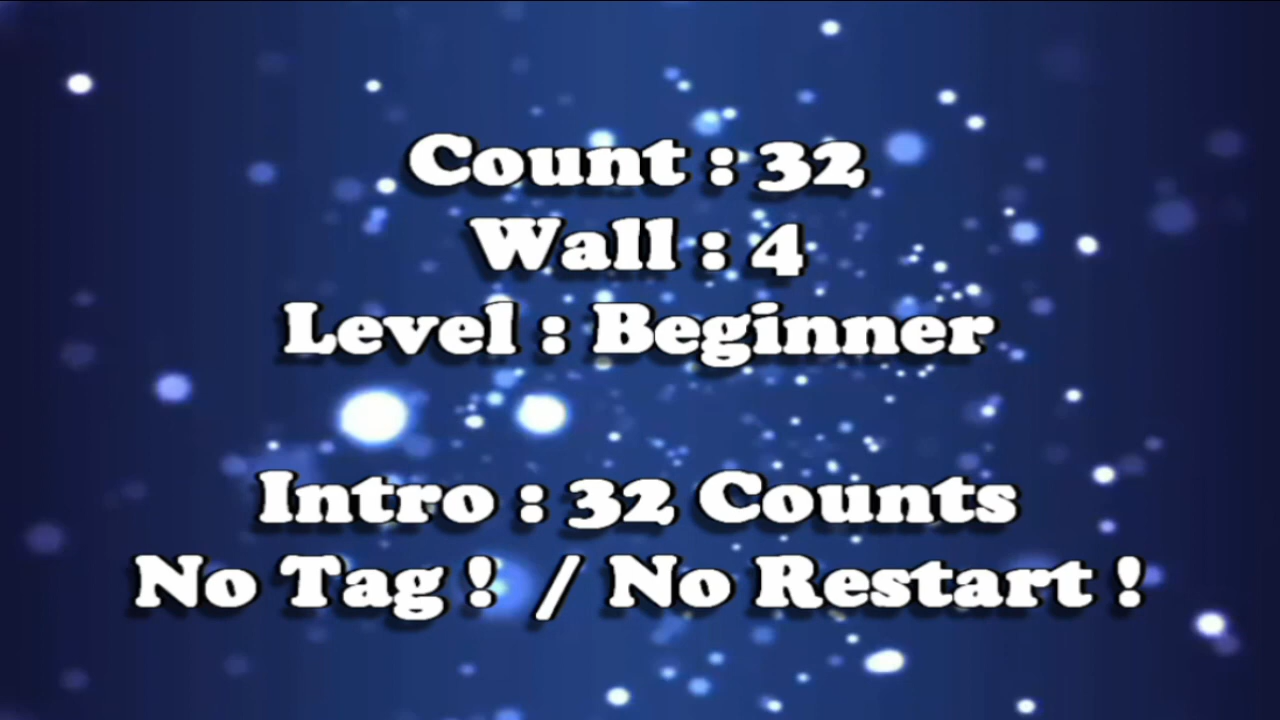 Count : 32
Wall : 4
Level : Beginner
Intro : 32 Counts
No Tag ! / No Restart !